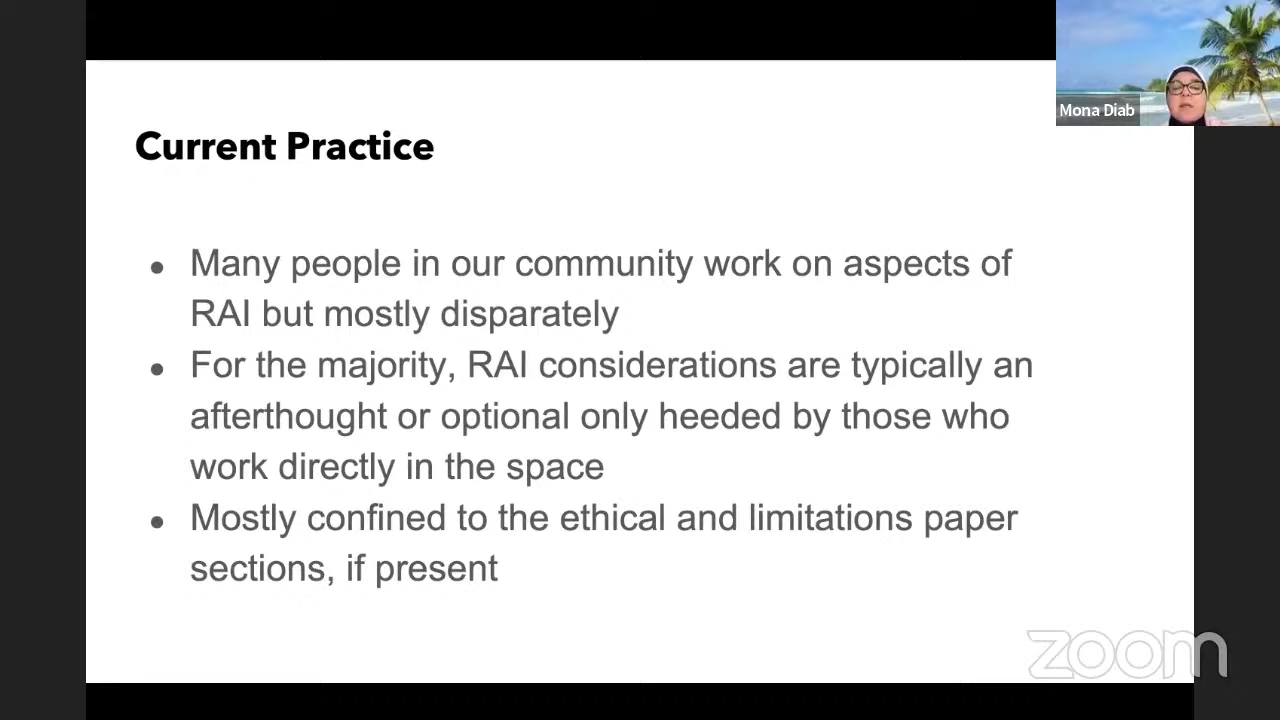 Mona Diab
Current Practice
• Many people in our community work on aspects of
RAI but mostly disparately
• For the majority, RAI considerations are typically an
afterthought or optional only heeded by those who
work directly in the space
• Mostly confined to the ethical and limitations paper
sections, if present
zoom